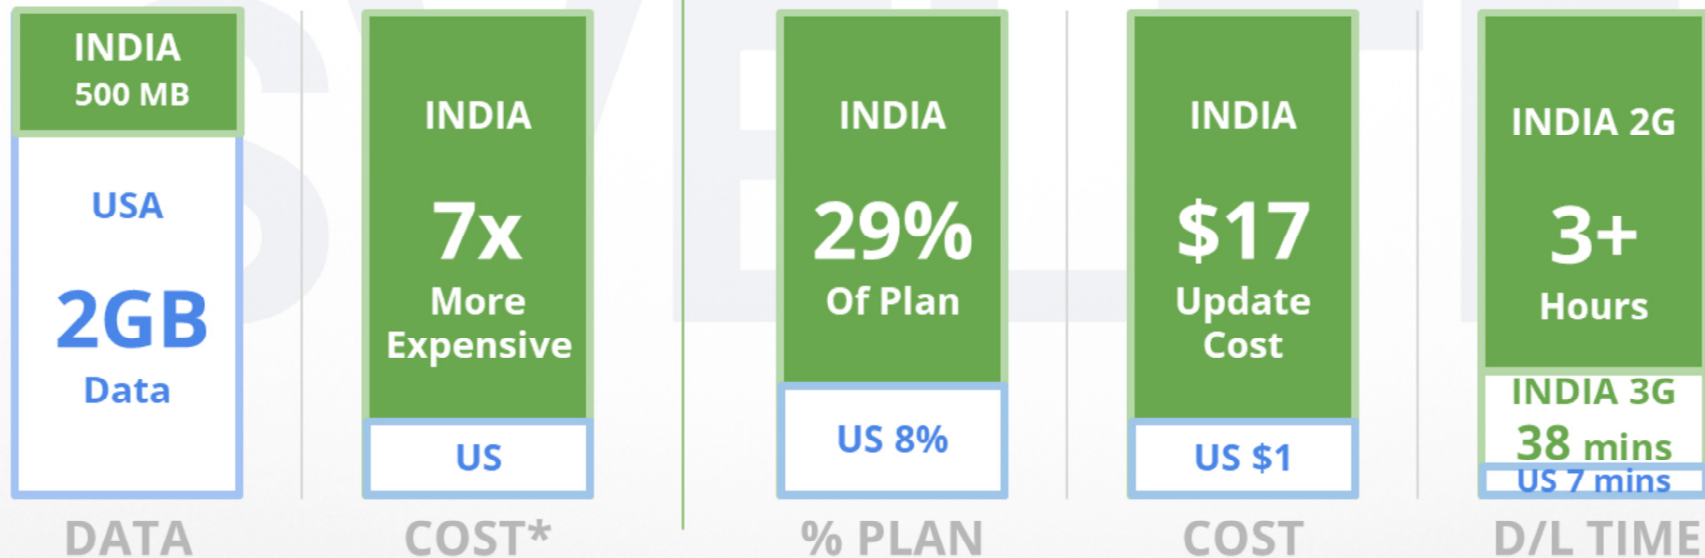 INDIA
500 MB
USA
2GB
Data
DATA
INDIA
7x
More
Expensive
US
COST*
INDIA
29%
Of Plan
US 8%
% PLAN
INDIA
$17
Update
Cost
US $1
COST
INDIA 2G
3+
Hours
INDIA 3G
38 mins
US 7 mins
D/L TIME